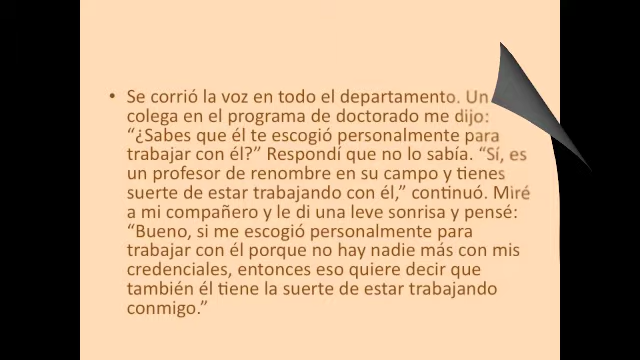 • Se corrió la voz en todo el departamento. Un
colega en el programa de doctorado me dijo:
“¿Sabes que él te escogió personalmente para
trabajar con él?” Respondí que no lo sabía. “Sí, es
un profesor de renombre en su campo y tienes
suerte de estar trabajando con él,” continuó. Miré
a mi compañero y le di una leve sonrisa y pensé:
“Bueno, si me escogió personalmente para
trabajar con él porque no hay nadie más con mis
credenciales, entonces eso quiere decir que
también él tiene la suerte de estar trabajando
conmigo.”